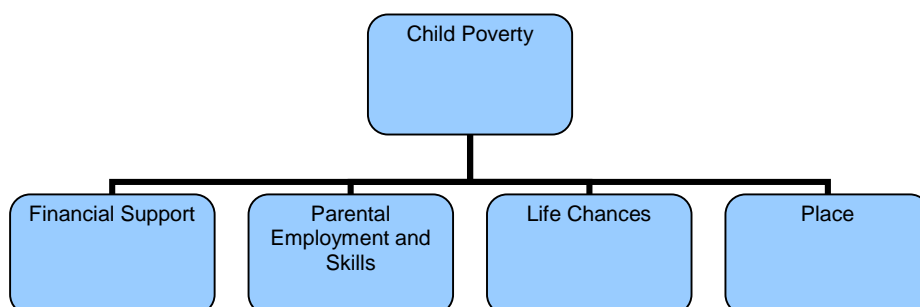 Child Poverty
Financial Support
Parental
Employment and
Skills
Life Chances
Place